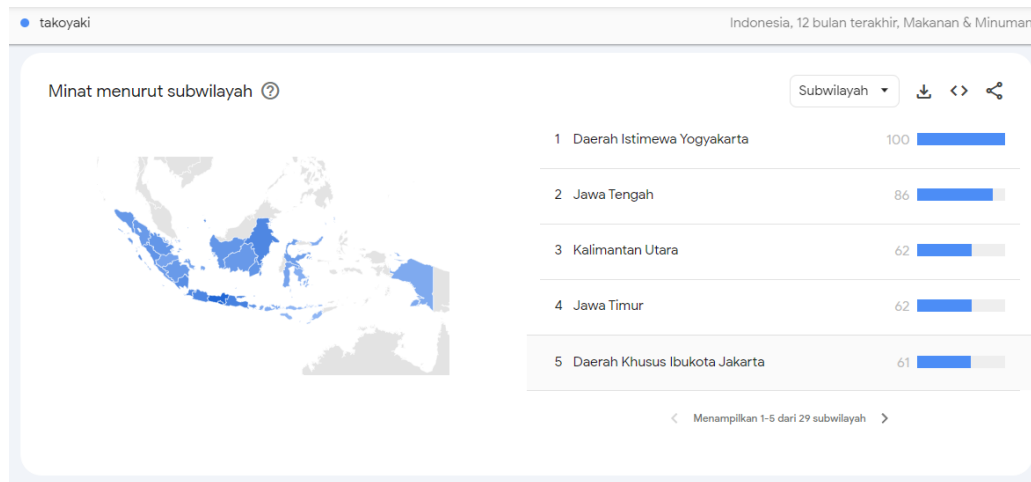 takoyaki
Indonesia, 12 bulan terakhir, Makanan & Minuman
Minat menurut subwilayah
Subwilayah
1 Daerah Istimewa Yogyakarta 100
2 Jawa Tengah 86
3 Kalimantan Utara 62
4 Jawa Timur 62
5 Daerah Khusus Ibukota Jakarta 61
Menampilkan 1-5 dari 29 subwilayah